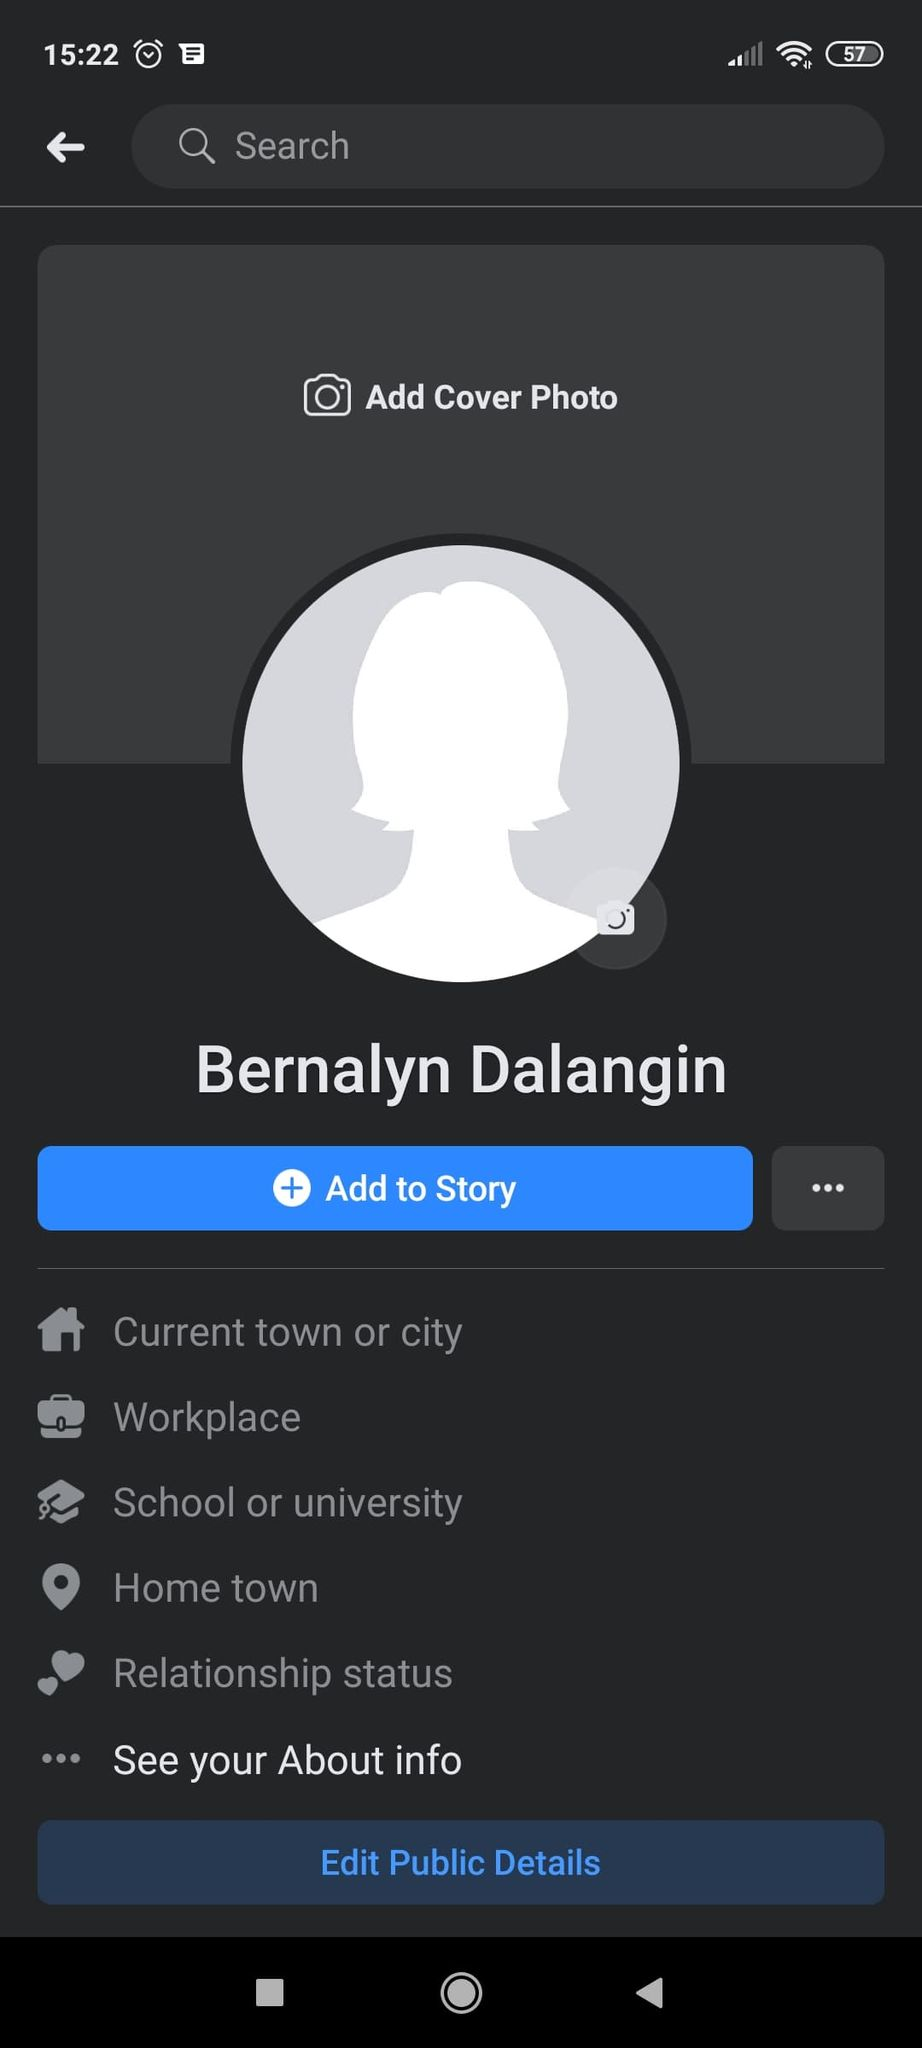 15:22
57
Search
Add Cover Photo
Bernalyn Dalangin
Add to Story
Current town or city
Workplace
School or university
Home town
Relationship status
See your About info
Edit Public Details